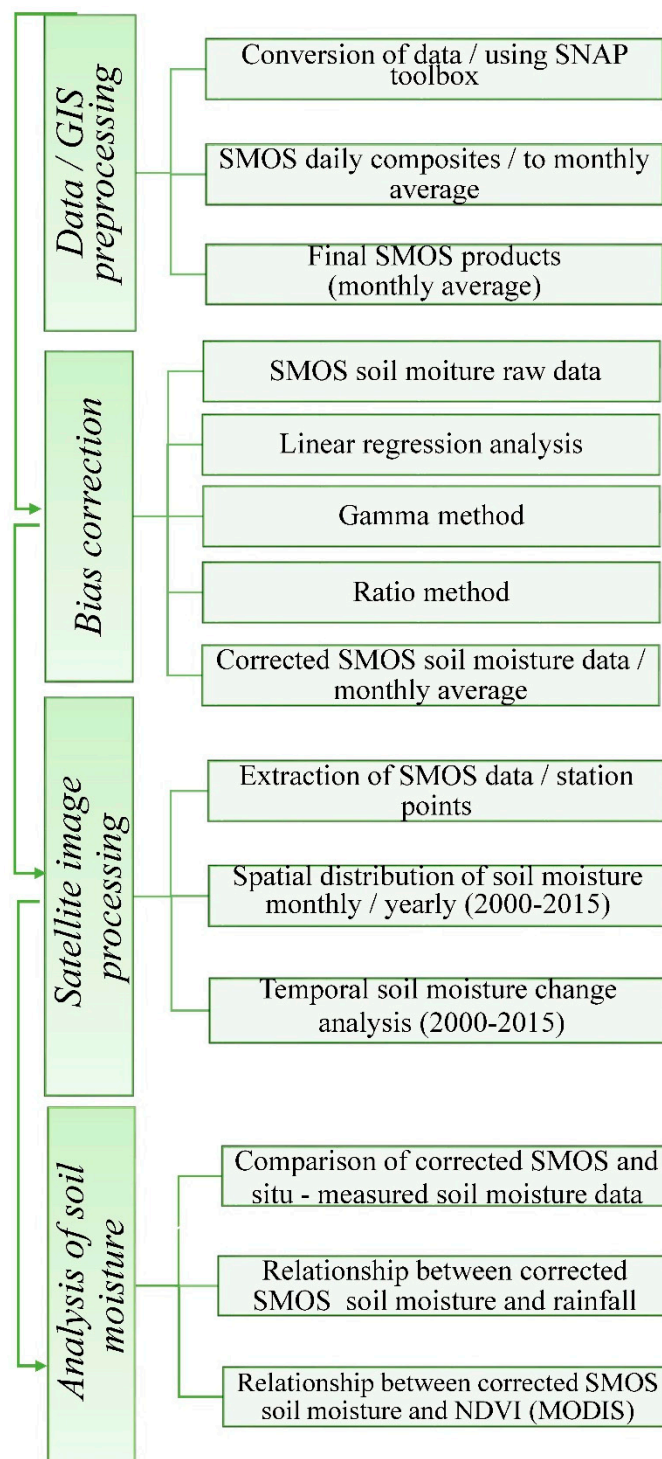 Data / GIS
preprocessing
Conversion of data / using SNAP
toolbox
SMOS daily composites / to monthly
average
Final SMOS products
(monthly average)
Bias correction
SMOS soil moiture raw data
Linear regression analysis
Gamma method
Ratio method
Corrected SMOS soil moisture data /
monthly average
Satellite image
processing
Extraction of SMOS data / station
points
Spatial distribution of soil moisture
monthly / yearly (2000-2015)
Temporal soil moisture change
analysis (2000-2015)
Analysis of soil
moisture
Comparison of corrected SMOS and
situ - measured soil moisture data
Relationship between corrected
SMOS soil moisture and rainfall
Relationship between corrected SMOS
soil moisture and NDVI (MODIS)